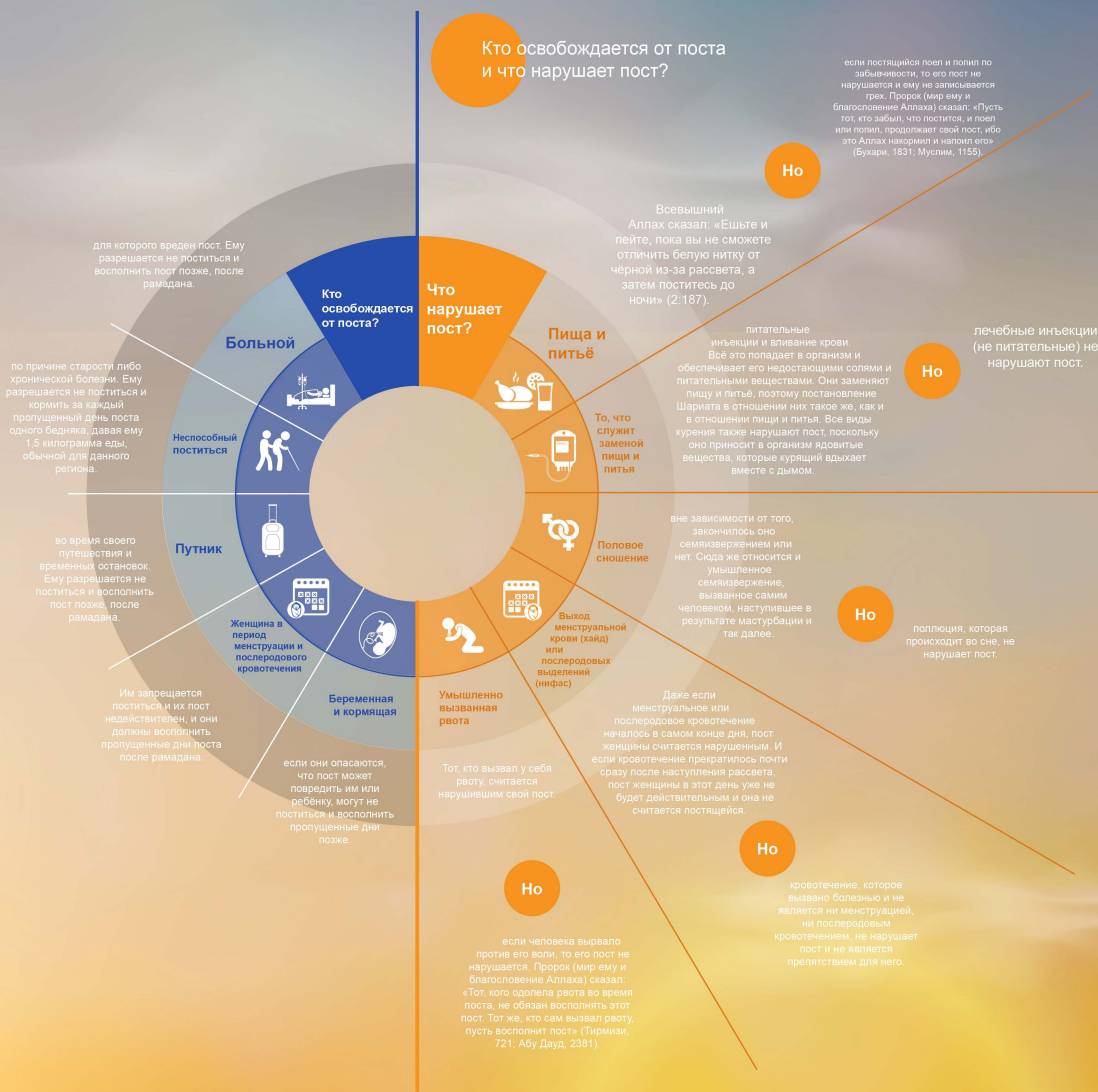 Кто освобождается от поста
и что нарушает пост?
Кто
освобождается
от поста?
Больной
для которого вреден пост. Ему
разрешается не поститься и
восполнить пост позже, после
рамадана.
Неспособный
поститься
по причине старости либо
хронической болезни. Ему
разрешается не поститься и
кормить за каждый
пропущенный день поста
одного бедняка, давая ему
1,5 килограмма еды,
обычной для данного
региона.
Путник
во время своего
путешествия и
временных остановок.
Ему разрешается не
поститься и восполнить
пост позже, после
рамадана.
Женщина в
период
менструации и
послеродового
кровотечения
Им запрещается
поститься и их пост
недействителен, и они
должны восполнить
пропущенные дни поста
после рамадана.
Беременная
и кормящая
если они опасаются,
что пост может
повредить им или
ребёнку, могут не
поститься и восполнить
пропущенные дни
позже.
Что
нарушает
пост?
Пища и
питьё
Всевышний
Аллах сказал: «Ешьте и
пейте, пока вы не сможете
отличить белую нитку от
чёрной из-за рассвета, а
затем поститесь до
ночи» (2:187).
Но
если постящийся поел и попил по
забывчивости, то его пост не
нарушается и ему не записывается
грех. Пророк (мир ему и
благословение Аллаха) сказал: «Пусть
тот, кто забыл, что постится, и поел
или попил, продолжает свой пост, ибо
это Аллах накормил и напоил его»
(Бухари, 1831; Муслим, 1155).
То, что
служит
заменой
пищи и
питья
питательные
инъекции и вливание крови.
Всё это попадает в организм и
обеспечивает его недостающими солями и
питательными веществами. Они заменяют
пищу и питьё, поэтому постановление
Шариата в отношении них такое же, как и
в отношении пищи и питья. Все виды
курения также нарушают пост, поскольку
оно приносит в организм ядовитые
вещества, которые курящий вдыхает
вместе с дымом.
Но
лечебные инъекции
(не питательные) не
нарушают пост.
Половое
сношение
вне зависимости от того,
закончилось оно
семяизвержением или
нет. Сюда же относится и
умышленное
семяизвержение,
вызванное самим
человеком, наступившее в
результате мастурбации и
так далее.
Но
поллюция, которая
происходит во сне, не
нарушает пост.
Выход
менструальной
крови (хайд)
или
послеродовых
выделений
(нифас)
Даже если
менструальное или
послеродовое кровотечение
началось в самом конце дня, пост
женщины считается нарушенным. И
если кровотечение прекратилось почти
сразу после наступления рассвета,
пост женщины в этот день уже не
будет действительным и она не
считается постящейся.
Но
кровотечение, которое
вызвано болезнью и не
является ни менструацией,
ни послеродовым
кровотечением, не нарушает
пост и не является
препятствием для него.
Умышленно
вызванная
рвота
Тот, кто вызвал у себя
рвоту, считается
нарушившим свой пост.
Но
если человека вырвало
против его воли, то его пост не
нарушается. Пророк (мир ему и
благословение Аллаха) сказал:
«Тот, кого одолела рвота во время
поста, не обязан восполнять этот
пост. Тот же, кто сам вызвал рвоту,
пусть восполнит пост» (Тирмизи,
721; Абу Дауд, 2381).